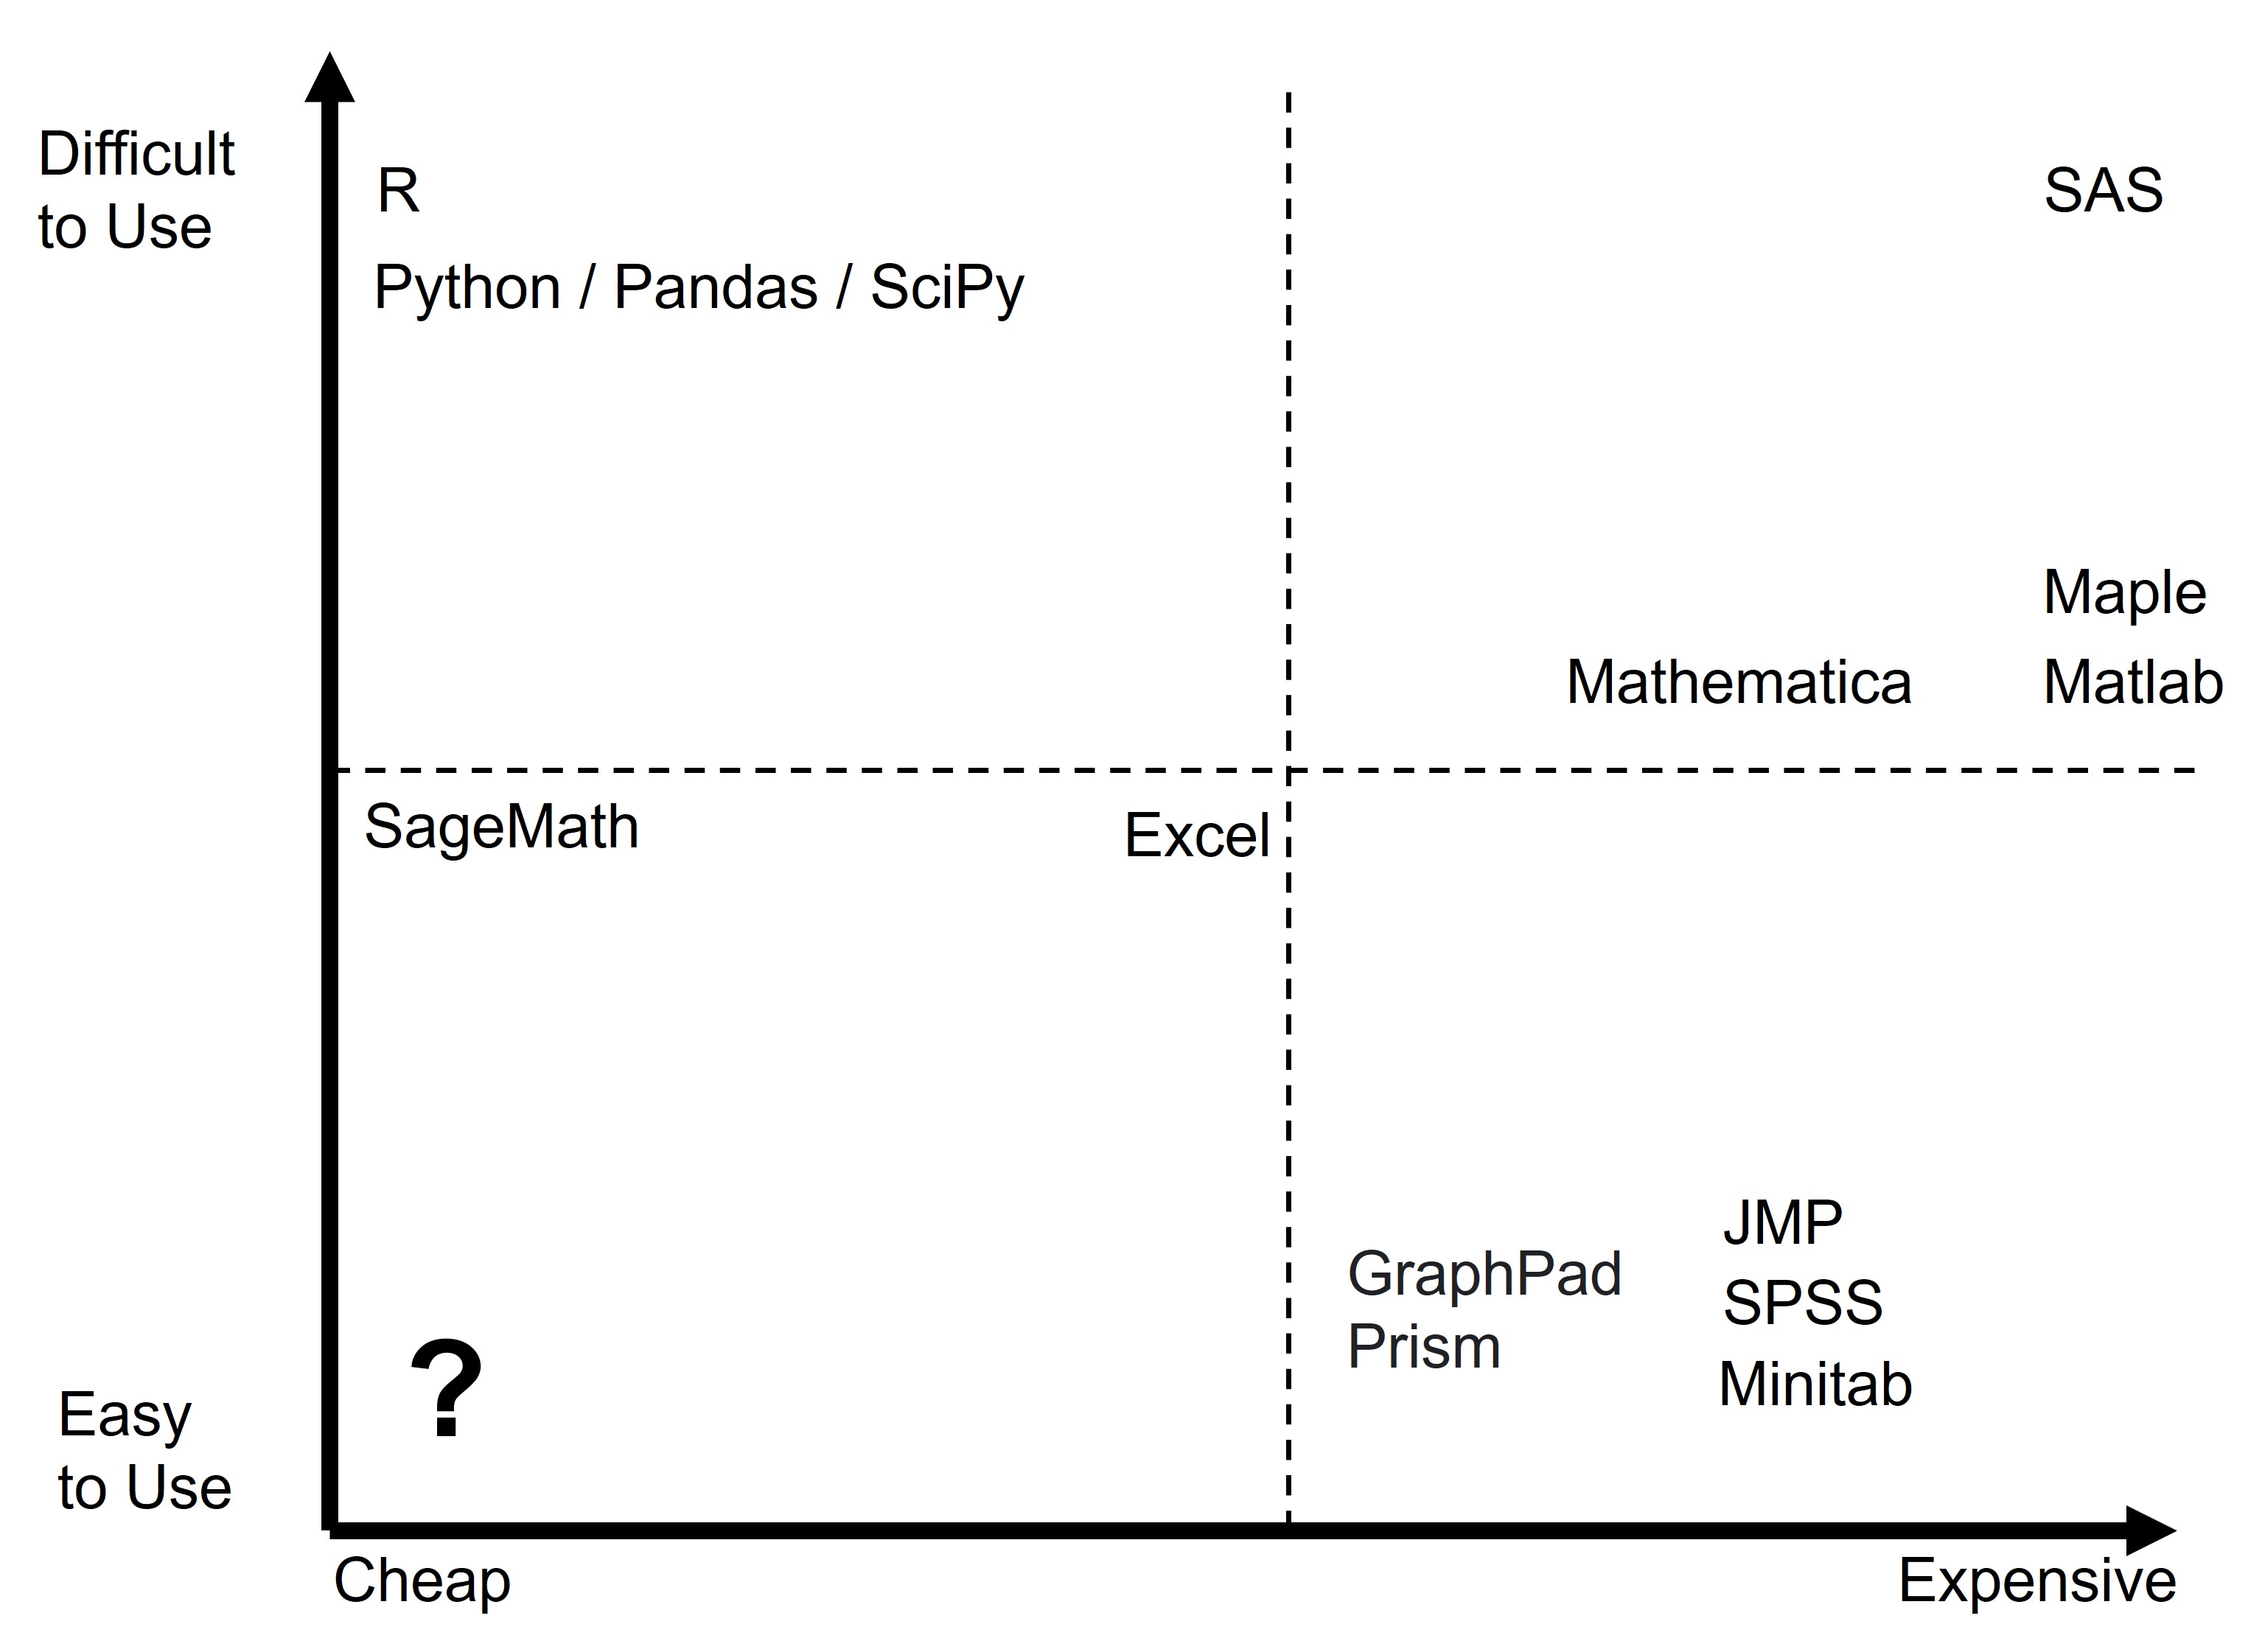 Difficult
to Use
R
SAS
Python / Pandas / SciPy
Maple
Mathematica
Matlab
SageMath
Excel
JMP
GraphPad
Prism
SPSS
Minitab
?
Easy
to Use
Cheap
Expensive